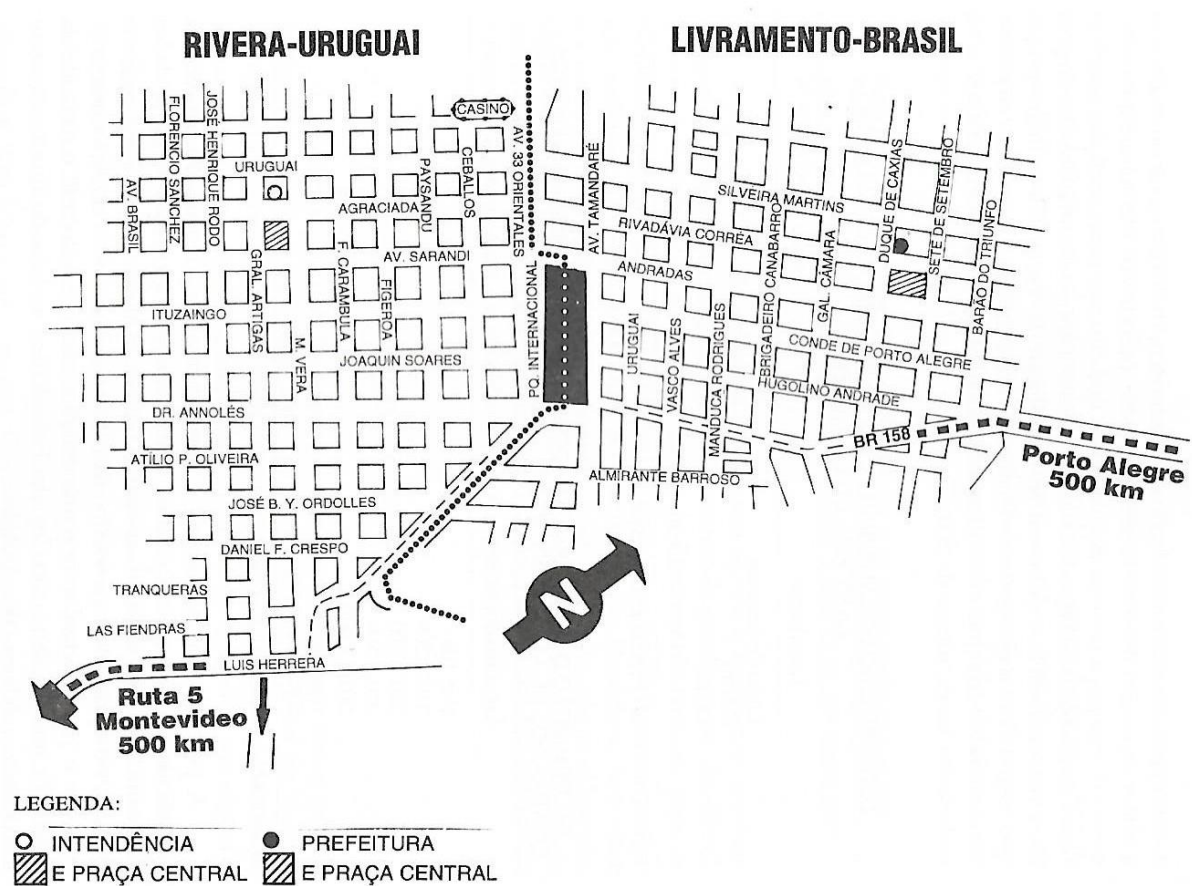 RIVERA-URUGUAI
LIVRAMENTO-BRASIL
CASINO
FLORENCIO SANCHEZ
JOSÉ HENRIQUE RODO
URUGUAI
AV. BRASIL
AGRACIADA
PAYSANDU
CEBALLOS
AV. 33 ORIENTALES
AV. SARANDI
GRAL. ARTIGAS
F. CARAMBULA
FIGEROA
ITUZAINGO
M. VERA
JOAQUIN SOARES
PQ. INTERNACIONAL
DR. ANNOLÉS
ATÍLIO P. OLIVEIRA
JOSÉ B. Y. ORDOLLES
DANIEL F. CRESPO
TRANQUERAS
LAS FIENDRAS
LUIS HERRERA
Ruta 5
Montevideo
500 km
AV. TAMANDARÉ
SILVEIRA MARTINS
RIVADÁVIA CORRÊA
ANDRADAS
BRIGADEIRO CANABARRO
GAL. CÂMARA
DUQUE DE CAXIAS
SETE DE SETEMBRO
BARÃO DO TRIUNFO
URUGUAI
VASCO ALVES
MANDUCA RODRIGUES
CONDE DE PORTO ALEGRE
HUGOLINO ANDRADE
BR 158
ALMIRANTE BARROSO
Porto Alegre
500 km
N
LEGENDA:
INTENDÊNCIA
E PRAÇA CENTRAL
PREFEITURA
E PRAÇA CENTRAL